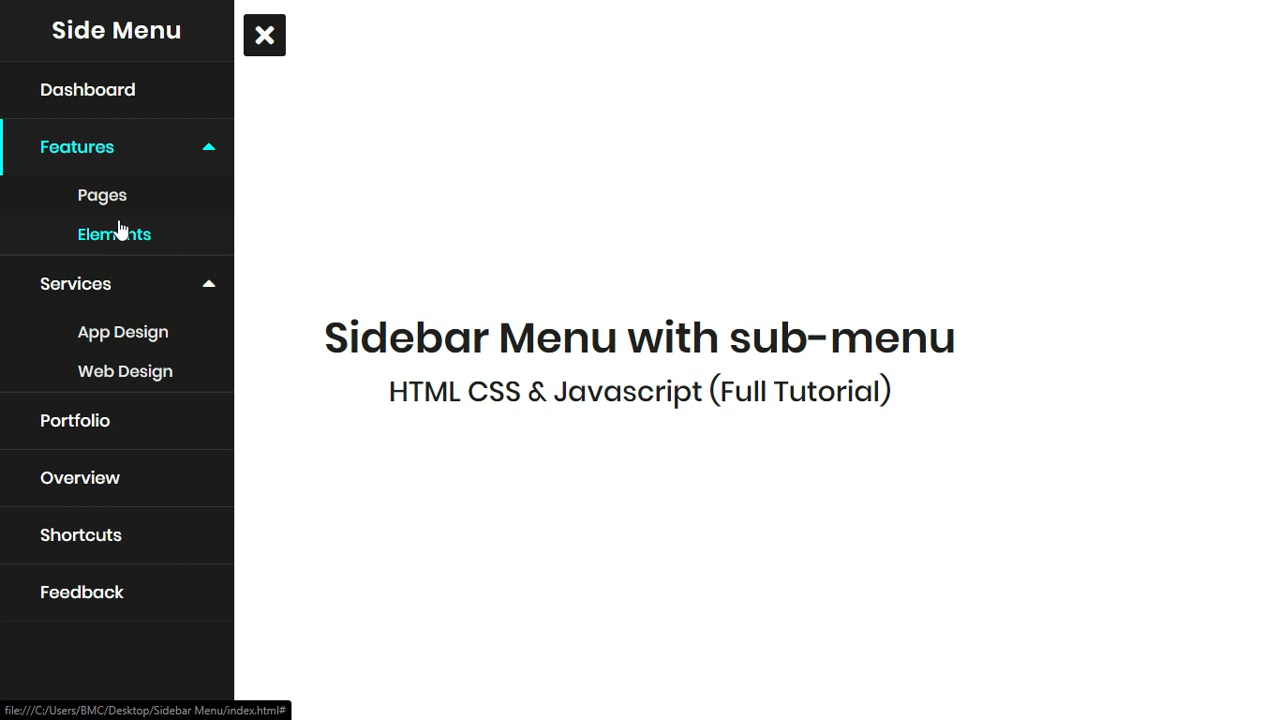 Side Menu
Dashboard
Features
Pages
Elements
Services
App Design
Web Design
Portfolio
Overview
Shortcuts
Feedback
Sidebar Menu with sub-menu
HTML CSS & Javascript (Full Tutorial)
file:///C:/Users/BMC/Desktop/Sidebar Menu/index.html#